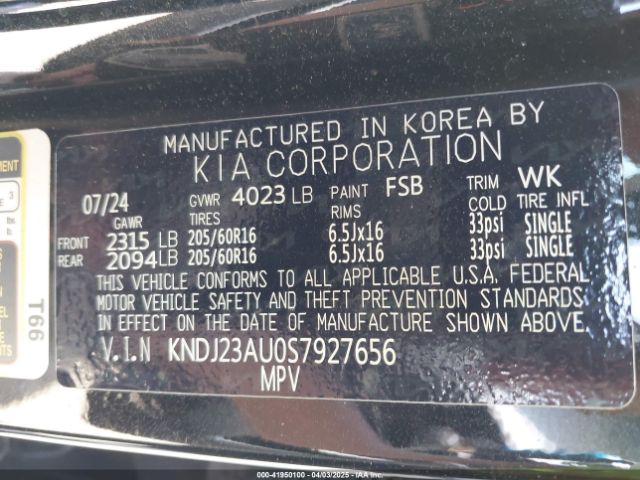 MANUFACTURED IN KOREA BY
KIA CORPORATION
07/24 GVWR 4023 LB PAINT FSB TRIM WK
GAWR TIRES RIMS COLD TIRE INFL
FRONT 2315 LB 205/60R16 6.5Jx16 33psi SINGLE
REAR 2094 LB 205/60R16 6.5Jx16 33psi SINGLE
THIS VEHICLE CONFORMS TO ALL APPLICABLE U.S.A. FEDERAL
MOTOR VEHICLE SAFETY AND THEFT PREVENTION STANDARDS
IN EFFECT ON THE DATE OF MANUFACTURE SHOWN ABOVE.
V.I.N KNDJ23AU0S7927656
MPV
T66
000-41950100 - 04/03/2025 - IAAI.COM